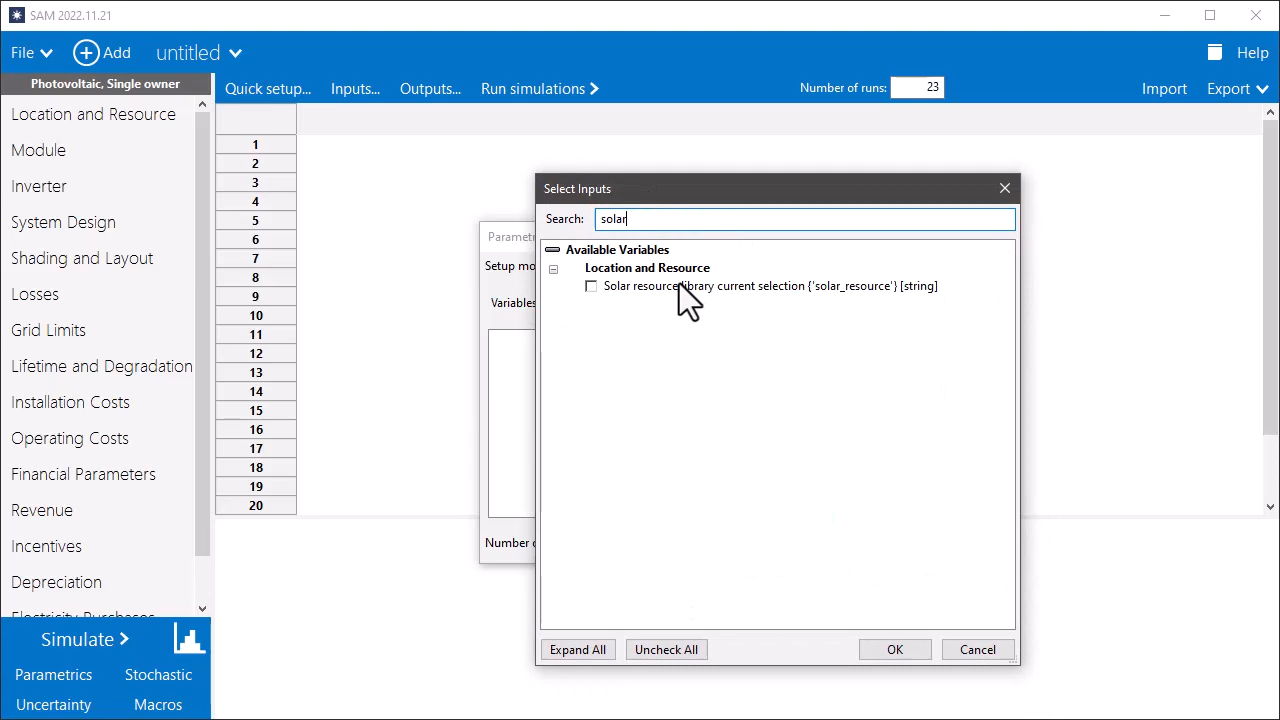 SAM 2022.11.21
File
Add
untitled
Help
Photovoltaic, Single owner
Quick setup...
Inputs...
Outputs...
Run simulations
Number of runs:
23
Import
Export
Location and Resource
Module
Inverter
System Design
Shading and Layout
Losses
Grid Limits
Lifetime and Degradation
Installation Costs
Operating Costs
Financial Parameters
Revenue
Incentives
Depreciation
Electricity Purchases
Simulate
Parametrics
Stochastic
Uncertainty
Macros
1
2
3
4
5
6
7
8
9
10
11
12
13
14
15
16
17
18
19
20
Parametr
Setup mo
Variables
Number o
Select Inputs
Search:
solar
Available Variables
Location and Resource
Solar resource library current selection {'solar_resource'} [string]
Expand All
Uncheck All
OK
Cancel